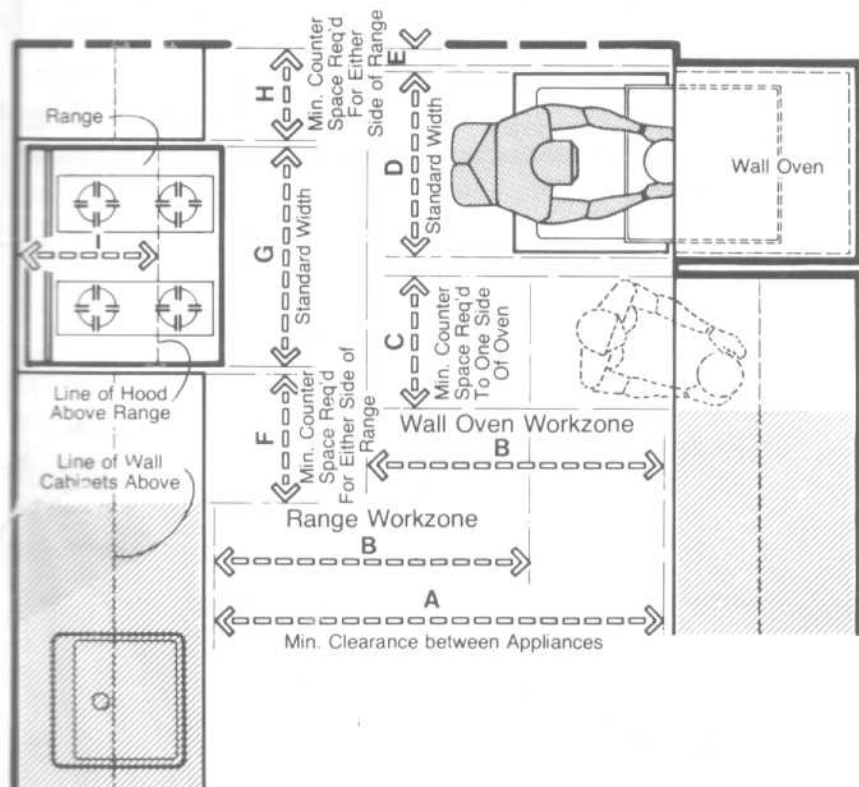 H
Min. Counter
Space Req'd
For Either
Side of Range
E
Range
D
Standard Width
Wall Oven
I
G
Standard Width
C
Min. Counter
Space Req'd
To One Side
Of Oven
Line of Hood
Above Range
F
Min. Counter
Space Req'd
For Either Side of
Range
Wall Oven Workzone
B
Line of Wall
Cabinets Above
Range Workzone
B
A
Min. Clearance between Appliances